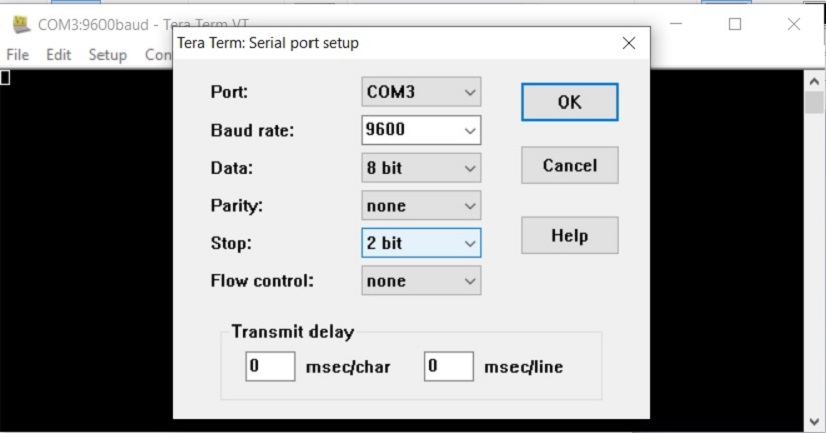 COM3:9600baud - Tera Term VT
File Edit Setup Con
Tera Term: Serial port setup
Port: COM3
OK
Baud rate: 9600
Data: 8 bit
Cancel
Parity: none
Stop: 2 bit
Help
Flow control: none
Transmit delay
0 msec/char 0 msec/line